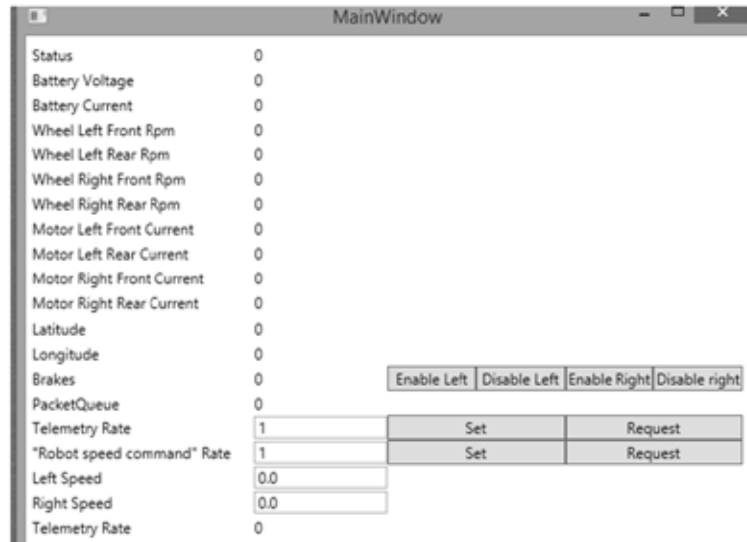 MainWindow
Status 0
Battery Voltage 0
Battery Current 0
Wheel Left Front Rpm 0
Wheel Left Rear Rpm 0
Wheel Right Front Rpm 0
Wheel Right Rear Rpm 0
Motor Left Front Current 0
Motor Left Rear Current 0
Motor Right Front Current 0
Motor Right Rear Current 0
Latitude 0
Longitude 0
Brakes 0 Enable Left Disable Left Enable Right Disable right
PacketQueue 0
Telemetry Rate 1 Set Request
"Robot speed command" Rate 1 Set Request
Left Speed 0.0
Right Speed 0.0
Telemetry Rate 0